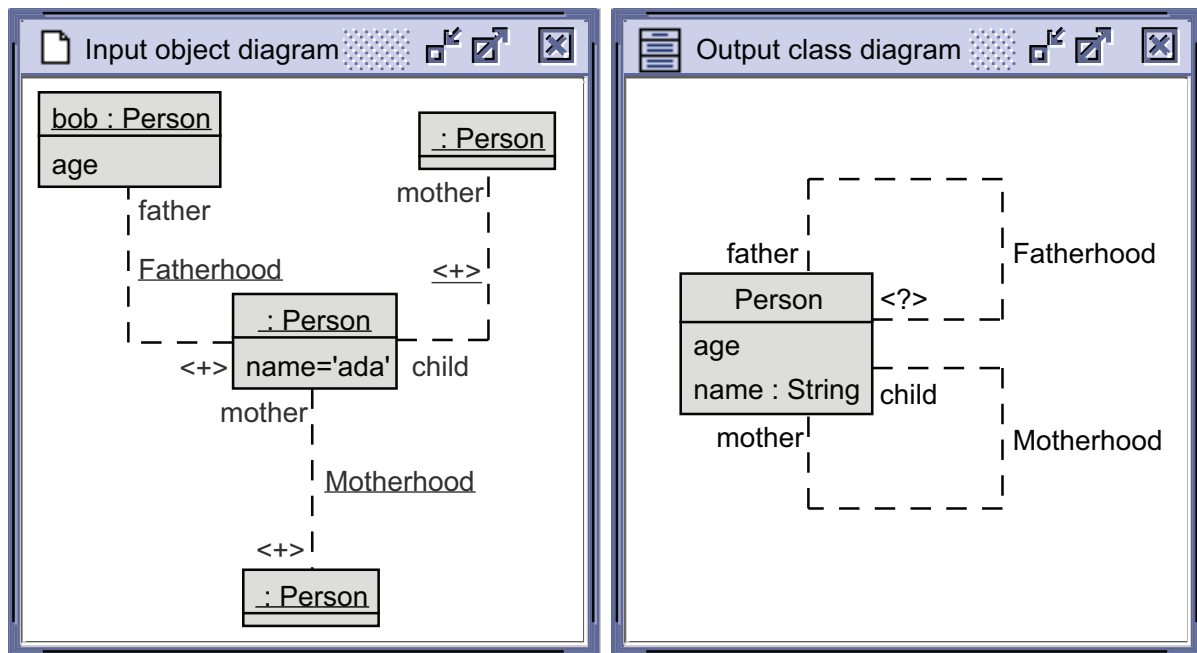 Input object diagram
bob : Person
age
: Person
mother
father
Fatherhood
<+>
: Person
name='ada'
<+>
child
mother
Motherhood
<+>
: Person
Output class diagram
father
Fatherhood
Person
<?>
age
name : String
child
mother
Motherhood